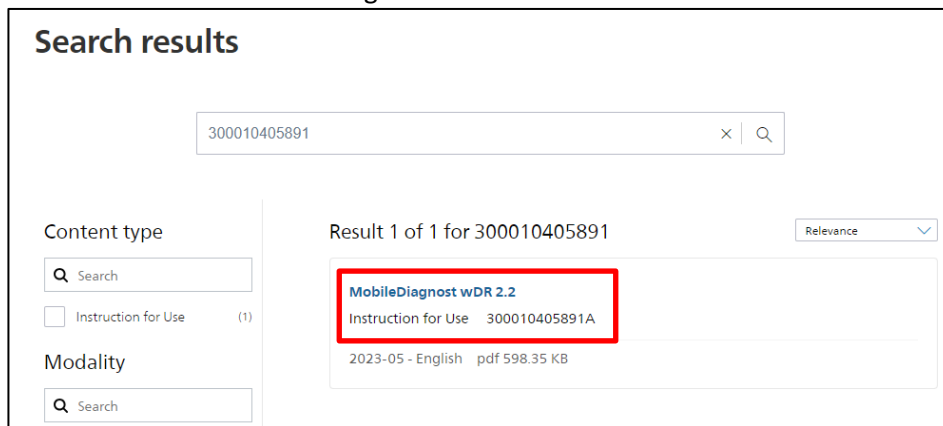 Search results
300010405891
Content type
Search
Instruction for Use (1)
Modality
Search
Result 1 of 1 for 300010405891
Relevance
MobileDiagnost wDR 2.2
Instruction for Use 300010405891A
2023-05 - English pdf 598.35 KB